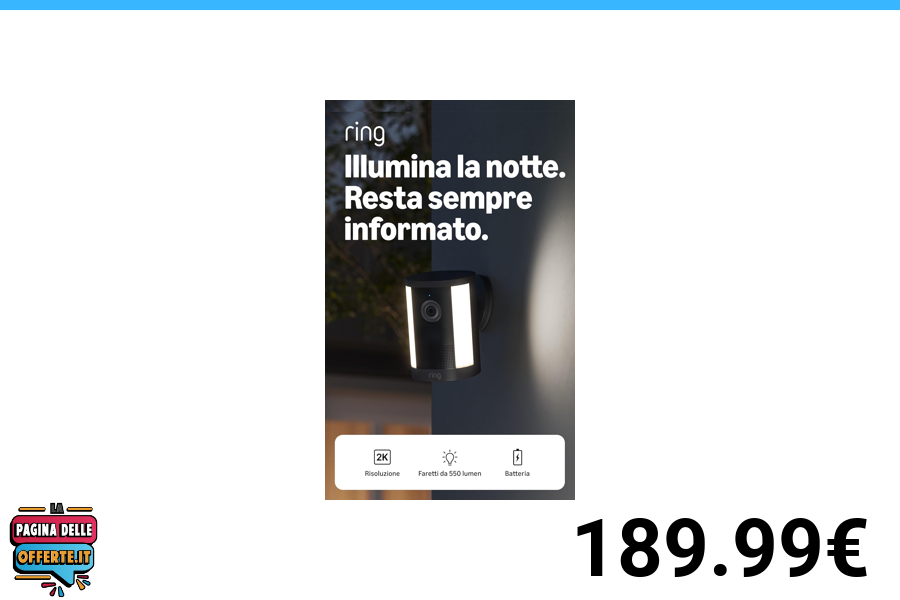 ring
Illumina la notte.
Resta sempre
informato.
ring
2K
Risoluzione
Faretti da 550 lumen
Batteria
LA
PAGINA DELLE
OFFERTE.IT
189.99€